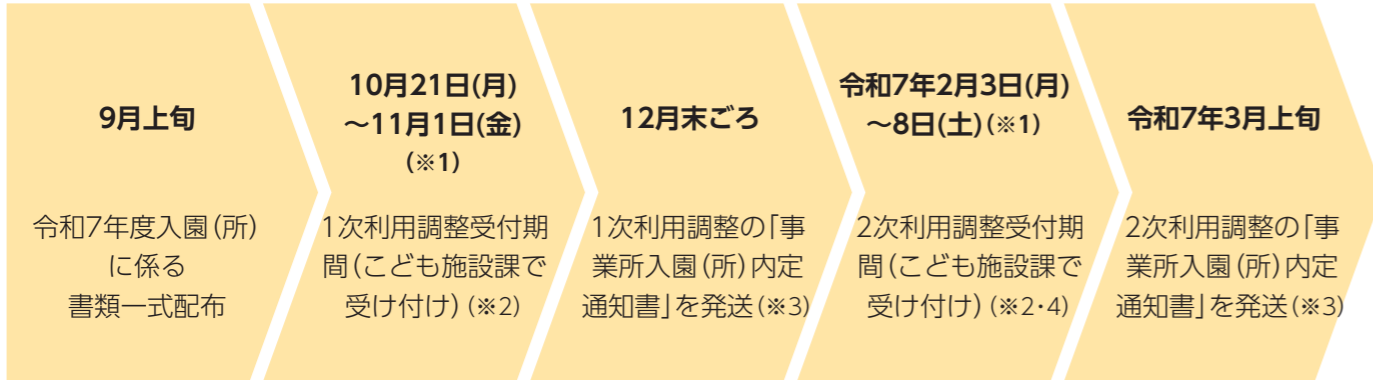 9月上旬
令和7年度入園(所)
に係る
書類一式配布
10月21日(月)
～11月1日(金)
(※1)
1次利用調整受付期
間(こども施設課で
受け付け)(※2)
12月末ごろ
1次利用調整の「事
業所入園(所)内定
通知書」を発送(※3)
令和7年2月3日(月)
～8日(土)(※1)
2次利用調整受付期
間(こども施設課で
受け付け)(※2・4)
令和7年3月上旬
2次利用調整の「事
業所入園(所)内定
通知書」を発送(※3)